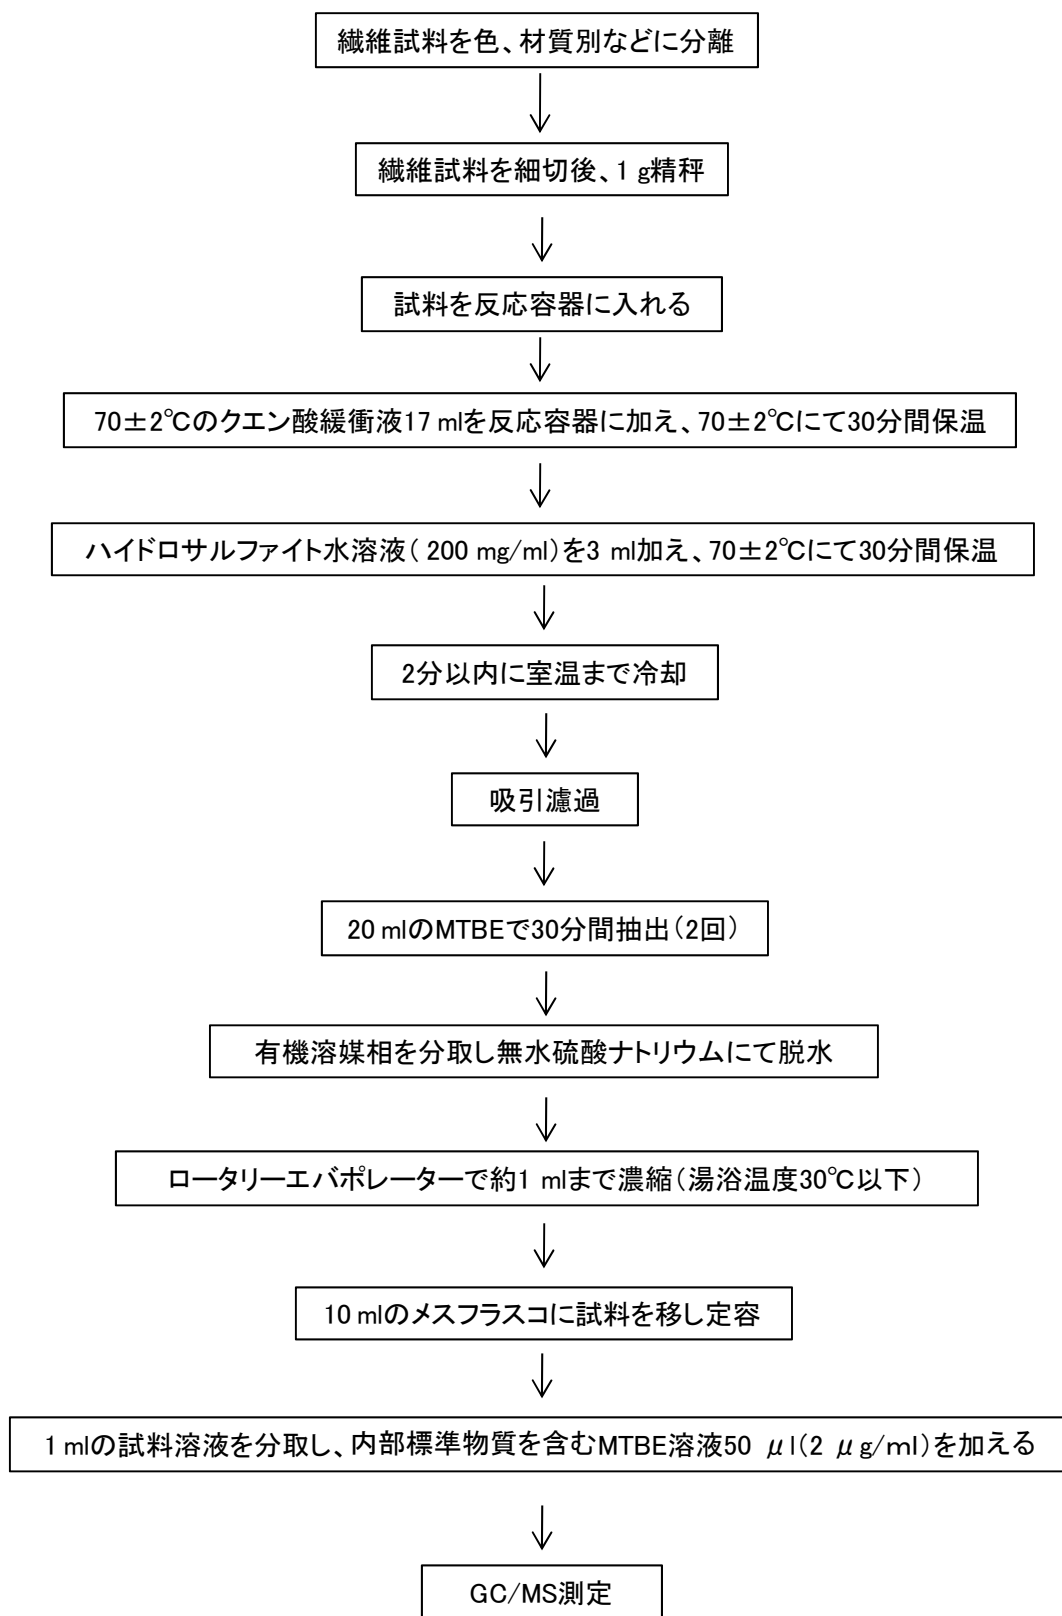 繊維試料を色、材質別などに分離
繊維試料を細切後、1 g精秤
試料を反応容器に入れる
70±2℃のクエン酸緩衝液17 mlを反応容器に加え、70±2℃にて30分間保温
ハイドロサルファイト水溶液( 200 mg/ml)を3 ml加え、70±2℃にて30分間保温
2分以内に室温まで冷却
吸引濾過
20 mlのMTBEで30分間抽出(2回)
有機溶媒相を分取し無水硫酸ナトリウムにて脱水
ロータリーエバポレーターで約1 mlまで濃縮(湯浴温度30℃以下)
10 mlのメスフラスコに試料を移し定容
1 mlの試料溶液を分取し、内部標準物質を含むMTBE溶液50 μl(2 μg/ml)を加える
GC/MS測定